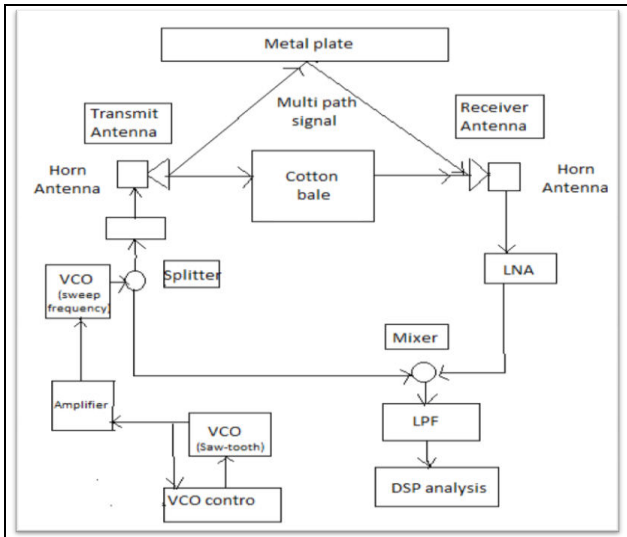 Metal plate
Transmit
Antenna
Multi path
signal
Receiver
Antenna
Horn
Antenna
Cotton
bale
Horn
Antenna
VCO
(sweep
frequency)
Splitter
LNA
Mixer
Amplifier
VCO
(Saw-tooth)
LPF
VCO contro
DSP analysis